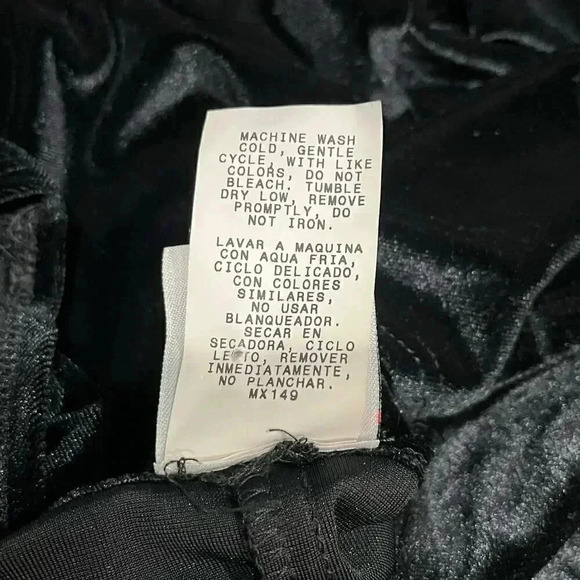 MACHINE WASH
COLD, GENTLE
CYCLE, WITH LIKE
COLORS, DO NOT
BLEACH. TUMBLE
DRY LOW, REMOVE
PROMPTLY, DO
NOT IRON.
LAVAR A MAQUINA
CON AQUA FRIA,
CICLO DELICADO,
CON COLORES
SIMILARES,
NO USAR
BLANQUEADOR.
SECAR EN
SECADORA, CICLO
REMOVER
INMEDIATAMENTE,
NO PLANCHAR.
MX149